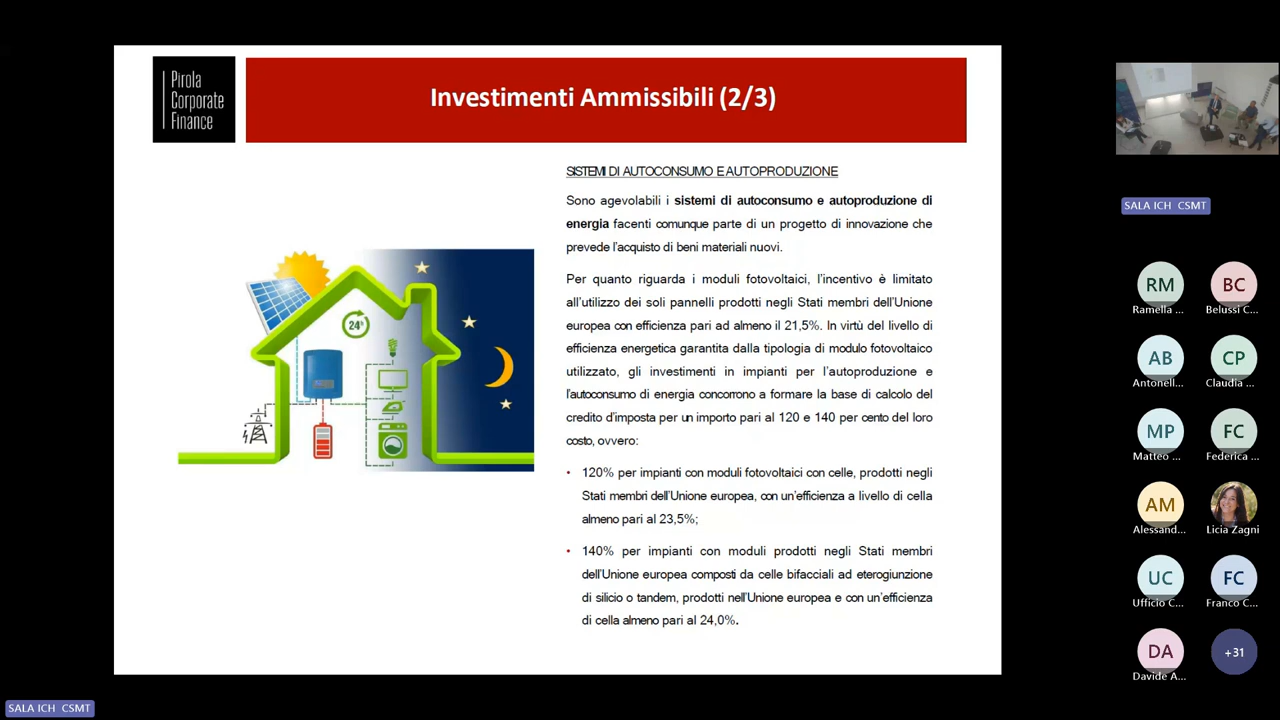 Pirola
Corporate
Finance
Investimenti Ammissibili (2/3)
SISTEMI DI AUTOCONSUMO E AUTOPRODUZIONE
Sono agevolabili i sistemi di autoconsumo e autoproduzione di
energia facenti comunque parte di un progetto di innovazione che
prevede l'acquisto di beni materiali nuovi.
Per quanto riguarda i moduli fotovoltaici, l'incentivo è limitato
all'utilizzo dei soli pannelli prodotti negli Stati membri dell'Unione
europea con efficienza pari ad almeno il 21,5%. In virtù del livello di
efficienza energetica garantita dalla tipologia di modulo fotovoltaico
utilizzato, gli investimenti in impianti per l'autoproduzione e
l'autoconsumo di energia concorrono a formare la base di calcolo del
credito d'imposta per un importo pari al 120 e 140 per cento del loro
costo, ovvero:
• 120% per impianti con moduli fotovoltaici con celle, prodotti negli
Stati membri dell'Unione europea, con un'efficienza a livello di cella
almeno pari al 23,5%;
• 140% per impianti con moduli prodotti negli Stati membri
dell'Unione europea composti da celle bifacciali ad eterogiunzione
di silicio o tandem, prodotti nell'Unione europea e con un'efficienza
di cella almeno pari al 24,0%.
24h
SALA ICH CSMT
RM
BC
Ramella ...
Belussi C...
AB
CP
Antonell...
Claudia ...
MP
FC
Matteo ...
Federica ...
AM
Alessand...
Licia Zagni
UC
FC
Ufficio C...
Franco C...
DA
+31
Davide A...
SALA ICH CSMT